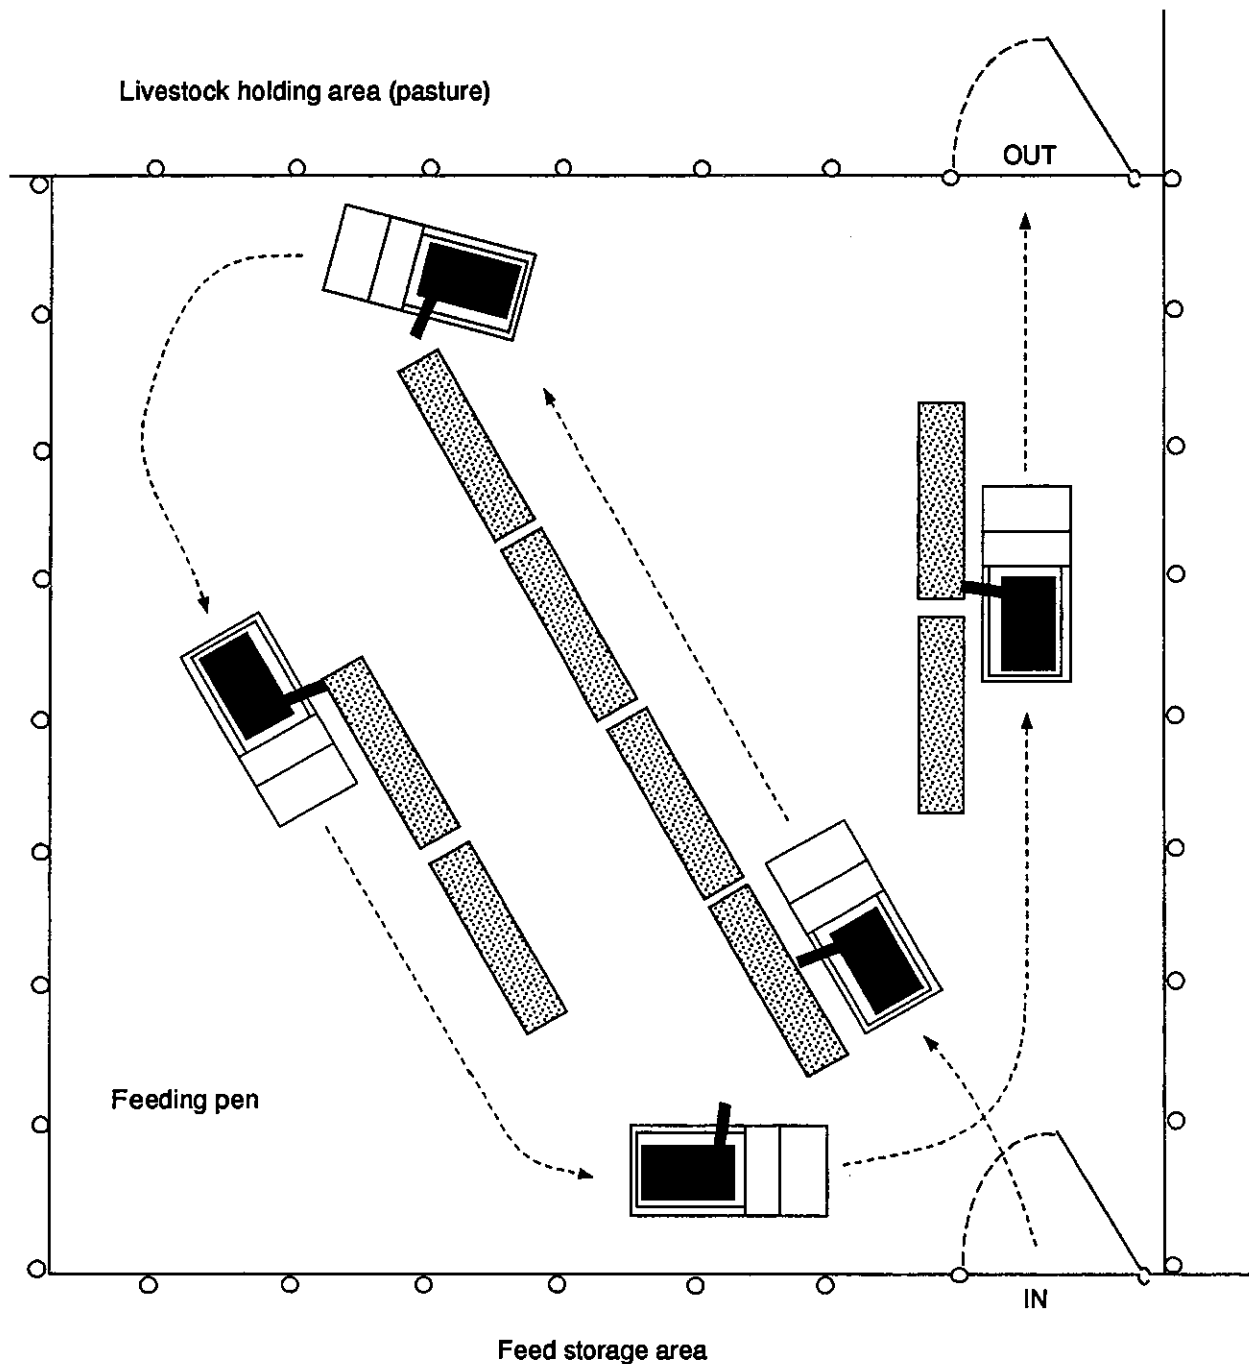 Livestock holding area (pasture)
OUT
Feeding pen
IN
Feed storage area